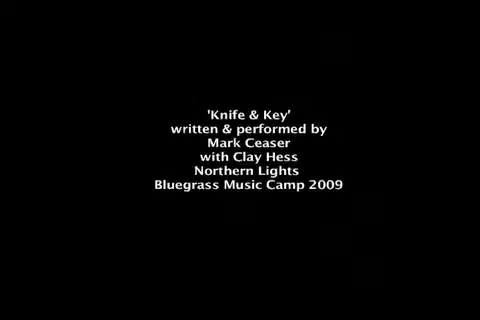 'Knife & Key'
written & performed by
Mark Ceaser
with Clay Hess
Northern Lights
Bluegrass Music Camp 2009